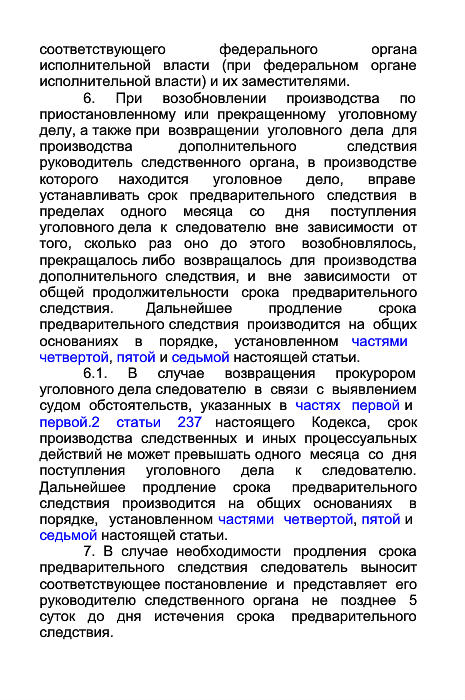 соответствующего федерального органа
исполнительной власти (при федеральном органе
исполнительной власти) и их заместителями.
6. При возобновлении производства по
приостановленному или прекращенному уголовному
делу, а также при возвращении уголовного дела для
производства дополнительного следствия
руководитель следственного органа, в производстве
которого находится уголовное дело, вправе
устанавливать срок предварительного следствия в
пределах одного месяца со дня поступления
уголовного дела к следователю вне зависимости от
того, сколько раз оно до этого возобновлялось,
прекращалось либо возвращалось для производства
дополнительного следствия, и вне зависимости от
общей продолжительности срока предварительного
следствия. Дальнейшее продление срока
предварительного следствия производится на общих
основаниях в порядке, установленном частями
четвертой, пятой и седьмой настоящей статьи.
6.1. В случае возвращения прокурором
уголовного дела следователю в связи с выявлением
судом обстоятельств, указанных в частях первой и
первой.2 статьи 237 настоящего Кодекса, срок
производства следственных и иных процессуальных
действий не может превышать одного месяца со дня
поступления уголовного дела к следователю.
Дальнейшее продление срока предварительного
следствия производится на общих основаниях в
порядке, установленном частями четвертой, пятой и
седьмой настоящей статьи.
7. В случае необходимости продления срока
предварительного следствия следователь выносит
соответствующее постановление и представляет его
руководителю следственного органа не позднее 5
суток до дня истечения срока предварительного
следствия.